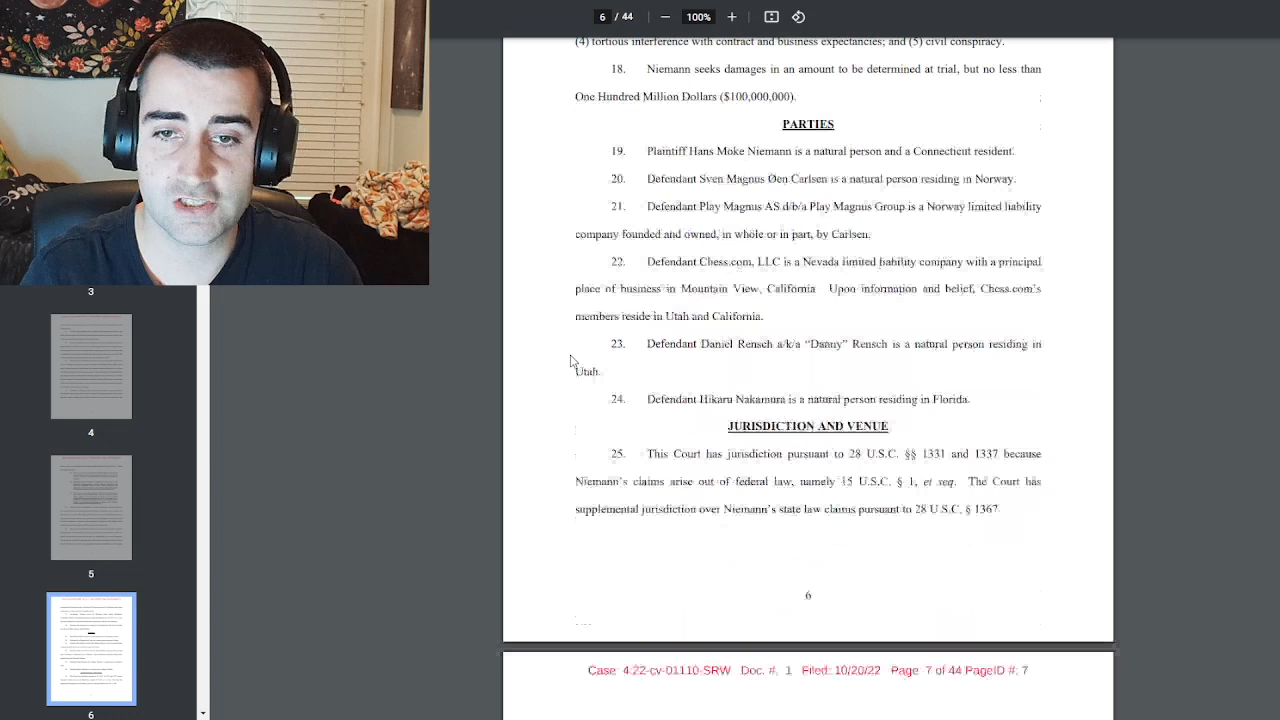 6 / 44
100%
(4) tortious interference with contract and business expectancies; and (5) civil conspiracy.
18. Niemann seeks damages in an amount to be determined at trial, but no less than
One Hundred Million Dollars ($100,000,000).
PARTIES
19. Plaintiff Hans Moke Niemann is a natural person and a Connecticut resident.
20. Defendant Sven Magnus Øen Carlsen is a natural person residing in Norway.
21. Defendant Play Magnus AS d/b/a Play Magnus Group is a Norway limited liability
company founded and owned, in whole or in part, by Carlsen.
22. Defendant Chess.com, LLC is a Nevada limited liability company with a principal
place of business in Mountain View, California Upon information and belief, Chess.com's
members reside in Utah and California.
23. Defendant Daniel Rensch a/k/a "Danny" Rensch is a natural person residing in
Utah.
24. Defendant Hikaru Nakamura is a natural person residing in Florida.
JURISDICTION AND VENUE
25. This Court has jurisdiction pursuant to 28 U.S.C. §§ 1331 and 1337 because
Niemann's claims arise out of federal law, namely 15 U.S.C. § 1, et seq. The Court has
supplemental jurisdiction over Niemann's state law claims pursuant to 28 U.S.C. § 1367.
6
Case 4:22-cv-01110-SRW Doc. Filed: 10/20/22 Page 7 of 44 PageID #: 7
3
4
5
6